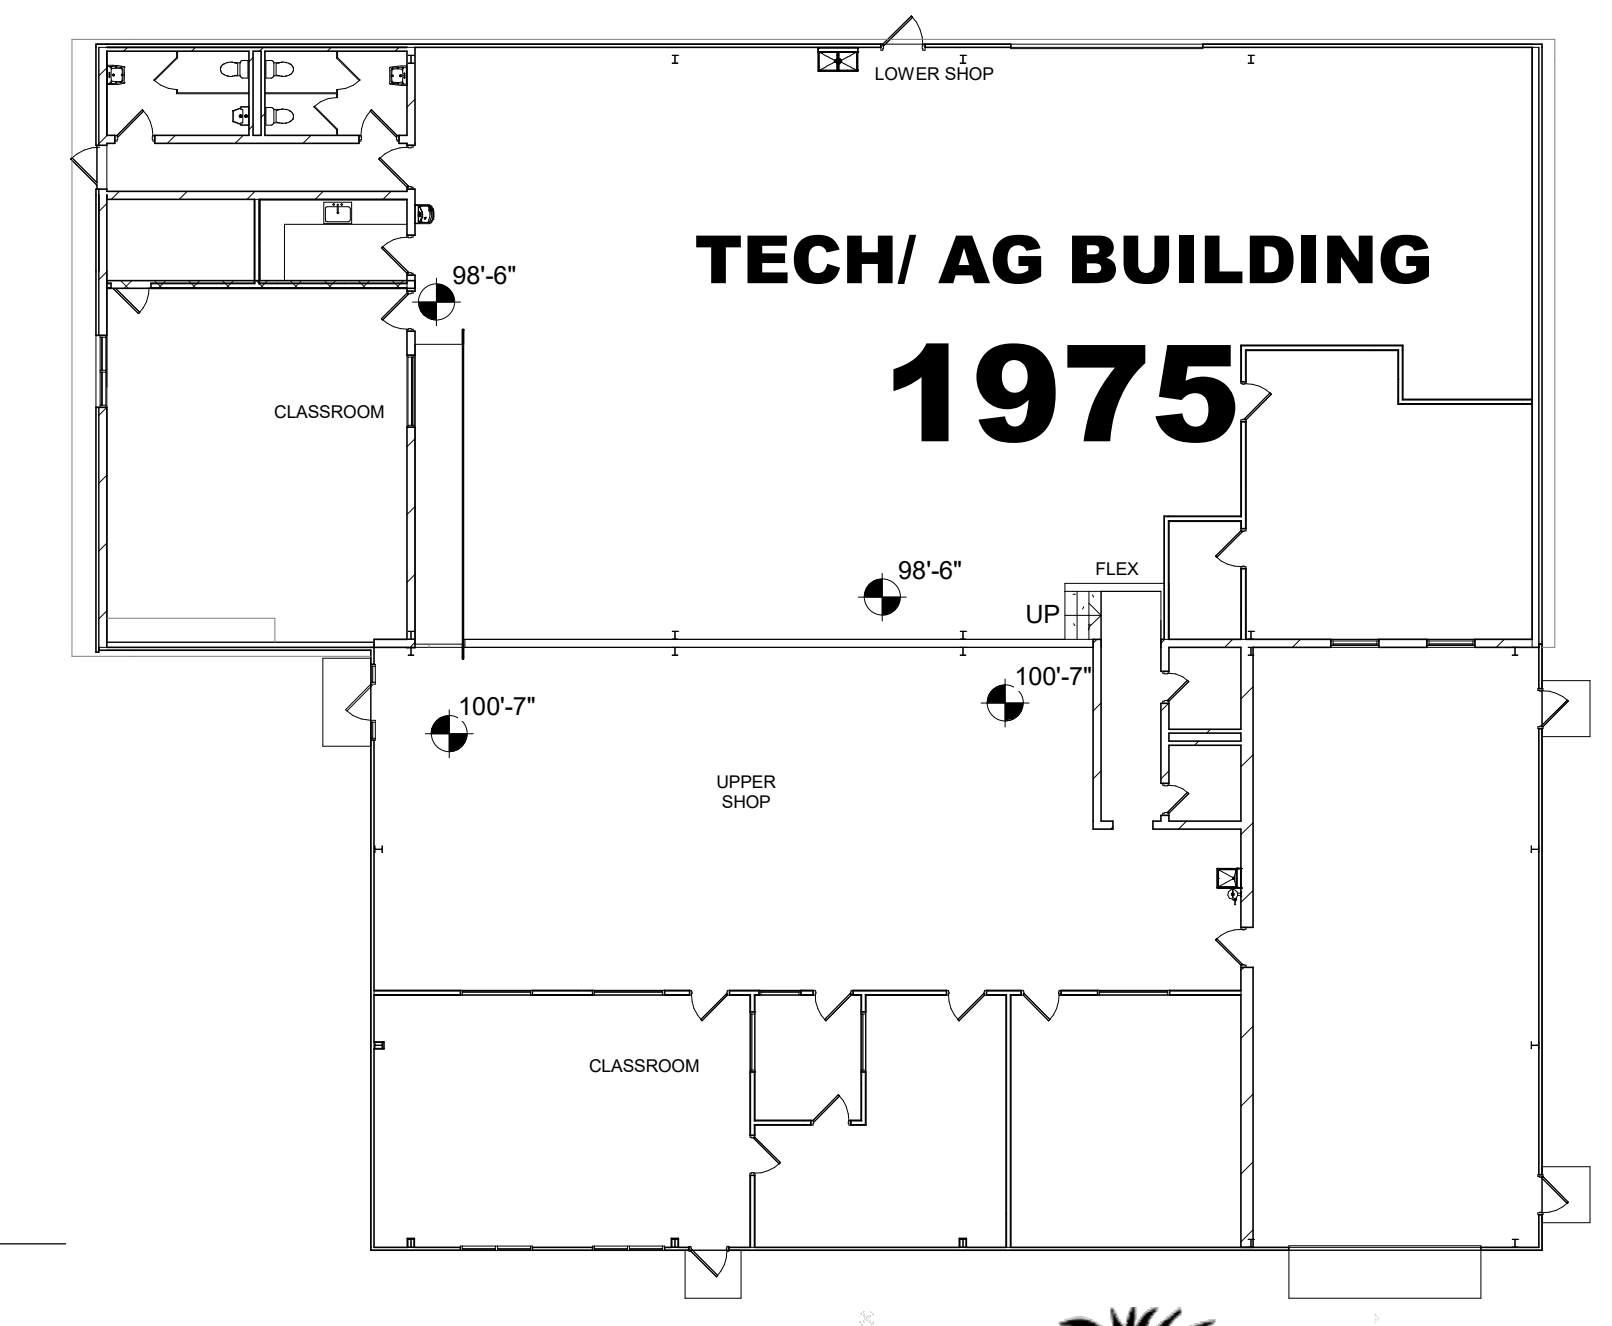 LOWER SHOP
TECH/ AG BUILDING
98'-6"
1975
CLASSROOM
98'-6"
FLEX
UP
100'-7"
100'-7"
UPPER
SHOP
CLASSROOM